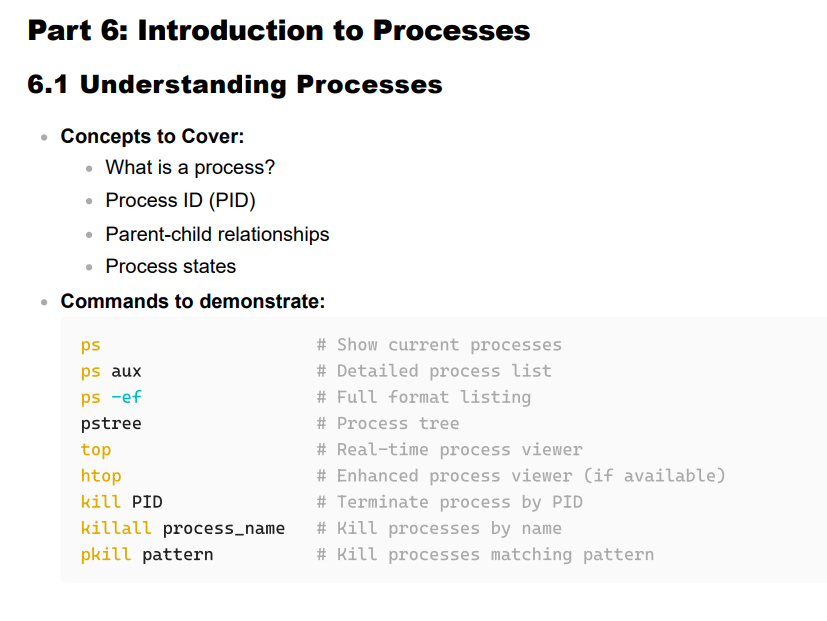 Part 6: Introduction to Processes
6.1 Understanding Processes
Concepts to Cover:
What is a process?
Process ID (PID)
Parent-child relationships
Process states
Commands to demonstrate:
ps # Show current processes
ps aux # Detailed process list
ps -ef # Full format listing
pstree # Process tree
top # Real-time process viewer
htop # Enhanced process viewer (if available)
kill PID # Terminate process by PID
killall process_name # Kill processes by name
pkill pattern # Kill processes matching pattern